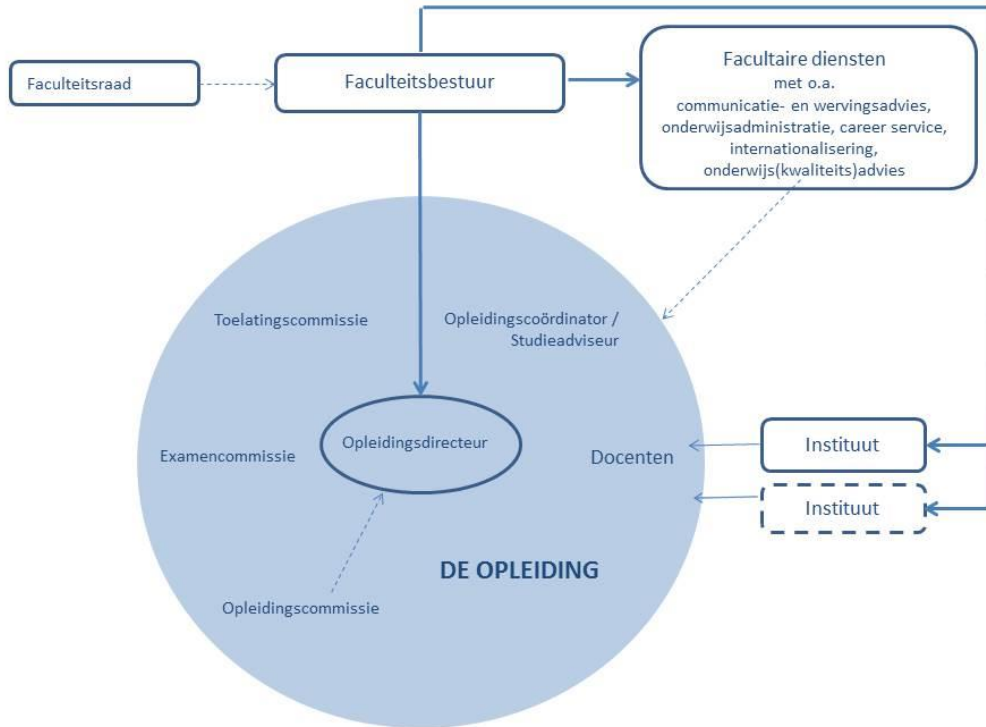 Faculteitsraad
Faculteitsbestuur
Facultaire diensten
met o.a.
communicatie- en wervingsadvies,
onderwijsadministratie, career service,
internationalisering,
onderwijs(kwaliteits)advies
Toelatingscommissie
Opleidingscoördinator /
Studieadviseur
Opleidingsdirecteur
Examencommissie
Docenten
Instituut
Instituut
DE OPLEIDING
Opleidingscommissie